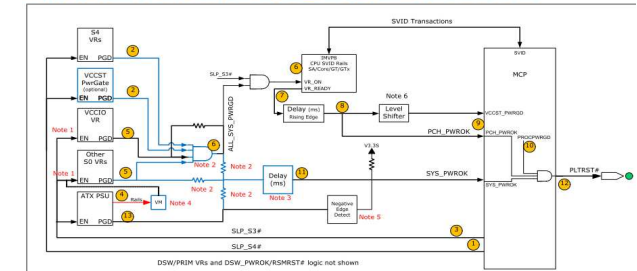 SVID Transactions
S4
VRs
EN PGD
2
VCCST
PwrGate
(optional)
EN PGD
2
VCCIO
VR
EN PGD
5
Note 1
Other
S0 VRs
EN PGD
5
Note 1
ATX PSU
EN PGD
4
Rails
VM
Note 4
13
SLP_S3#
ALL_SYS_PWRGD
6
Note 2
Note 2
Note 2
Note 2
6
IMVP8
CPU SVID Rails
SA/Core/GT/GTx
VR_ON
VR_READY
7
Delay (ms)
Rising Edge
8
Note 6
Level
Shifter
V3.3S
Delay
(ms)
Note 3
11
Negative
Edge
Detect
Note 5
SVID
MCP
VCCST_PWRGD
9
PCH_PWROK
PCH_PWROK
PROCPWRGD
10
SYS_PWROK
SYS_PWROK
12
PLTRST#
SLP_S3#
3
SLP_S4#
1
DSW/PRIM VRs and DSW_PWROK/RSMRST# logic not shown